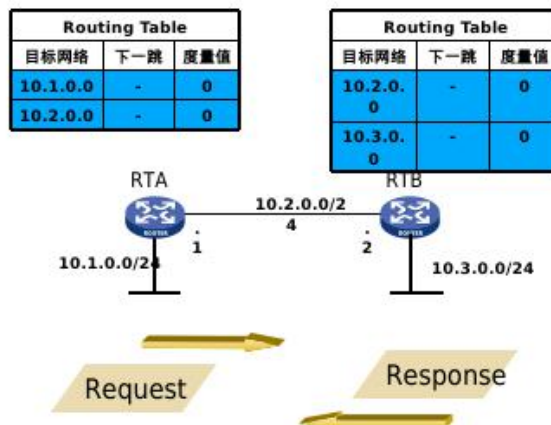 Routing Table
目标网络 下一跳 度量值
10.1.0.0 - 0
10.2.0.0 - 0
Routing Table
目标网络 下一跳 度量值
10.2.0.
0 - 0
10.3.0.
0 - 0
RTA
RTB
10.2.0.0/2
4
.
1
.
2
ROUTER
ROUTER
10.1.0.0/24
10.3.0.0/24
Request
Response